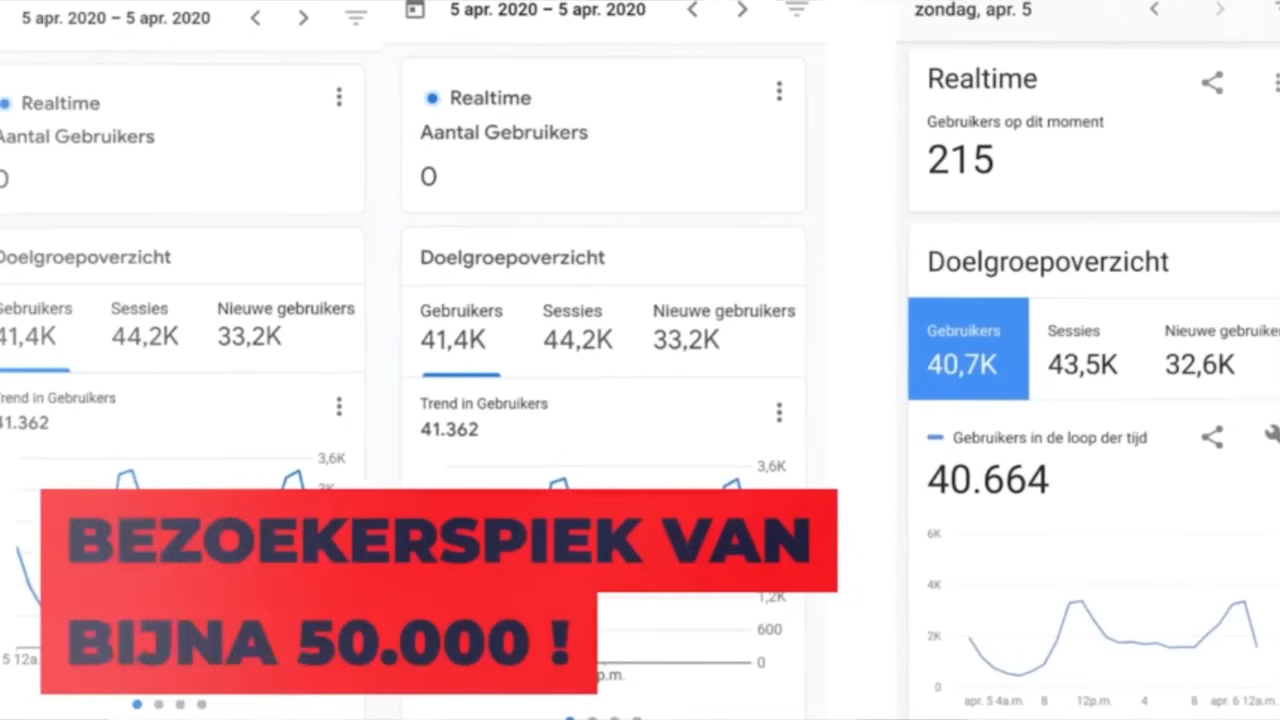 5 apr. 2020 – 5 apr. 2020
Realtime
Aantal Gebruikers
0
Doelgroepoverzicht
Gebruikers Sessies Nieuwe gebruikers
41,4K 44,2K 33,2K
Trend in Gebruikers
41.362
3,6K
5 12a.
5 apr. 2020 – 5 apr. 2020
Realtime
Aantal Gebruikers
0
Doelgroepoverzicht
Gebruikers Sessies Nieuwe gebruikers
41,4K 44,2K 33,2K
Trend in Gebruikers
41.362
3,6K
1,2K
600
0
p.m.
BEZOEKERSPIEK VAN
BIJNA 50.000 !
zondag, apr. 5
Realtime
Gebruikers op dit moment
215
Doelgroepoverzicht
Gebruikers Sessies Nieuwe gebruike
40,7K 43,5K 32,6K
Gebruikers in de loop der tijd
40.664
6K
4K
2K
0
apr. 5 4a.m. 8 12p.m. 4 8 apr. 6 12a.m.